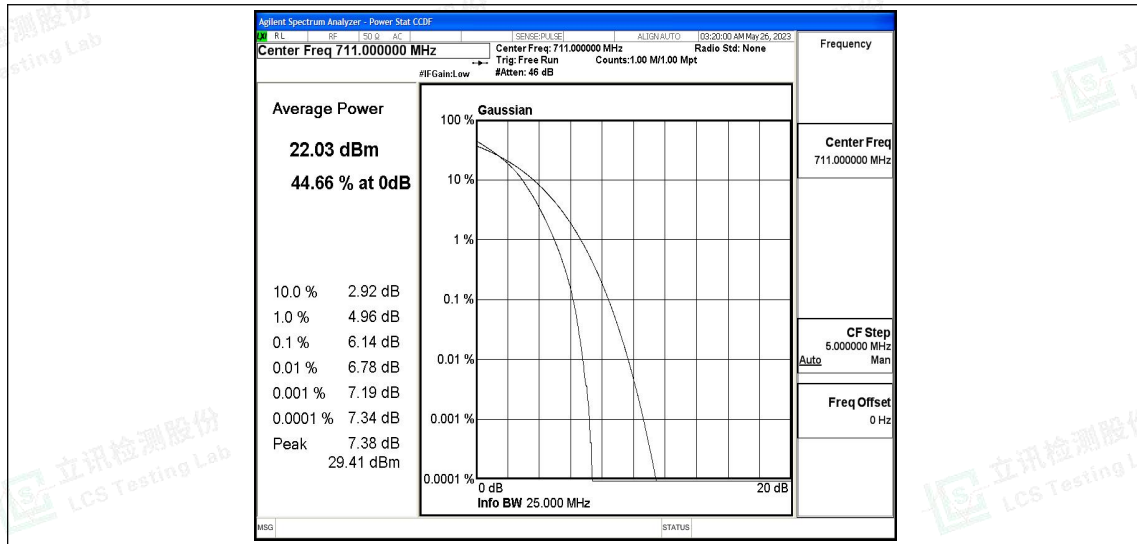 Agilent Spectrum Analyzer - Power Stat CCDF
LXI RL RF 50 Ω AC SENSE:PULSE ALIGN AUTO 03:20:00 AM May 26, 2023
Center Freq 711.000000 MHz
Center Freq: 711.000000 MHz Radio Std: None
Trig: Free Run Counts:1.00 M/1.00 Mpt
#IFGain:Low #Atten: 46 dB
Frequency
Average Power
22.03 dBm
44.66 % at 0dB
10.0 % 2.92 dB
1.0 % 4.96 dB
0.1 % 6.14 dB
0.01 % 6.78 dB
0.001 % 7.19 dB
0.0001 % 7.34 dB
Peak 7.38 dB
29.41 dBm
Gaussian
100 %
10 %
1 %
0.1 %
0.01 %
0.001 %
0.0001 %
0 dB 20 dB
Info BW 25.000 MHz
Center Freq
711.000000 MHz
CF Step
5.000000 MHz
Auto Man
Freq Offset
0 Hz
MSG STATUS
立讯检测股份
LCS Testing Lab
立讯检测股份
LCS Testing L